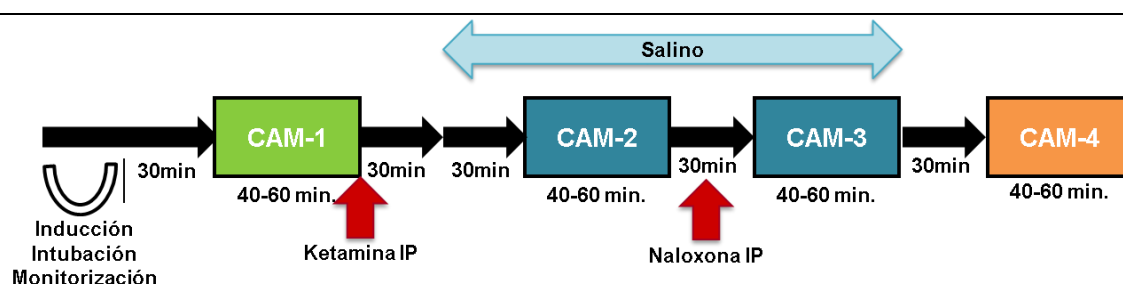 Salino
CAM-1
CAM-2
CAM-3
CAM-4
30min
30min
30min
30min
30min
40-60 min.
40-60 min.
40-60 min.
40-60 min.
Inducción
Intubación
Monitorización
Ketamina IP
Naloxona IP